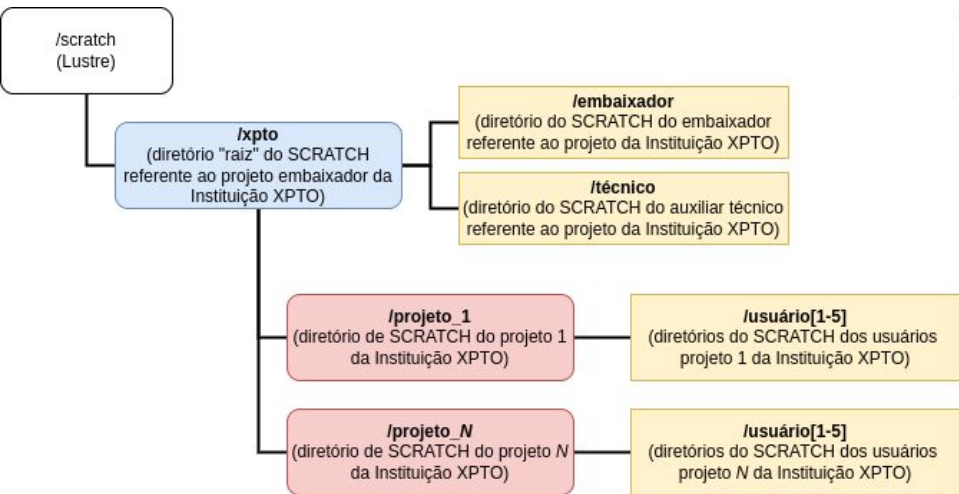 /scratch
(Lustre)
/xpto
(diretório "raiz" do SCRATCH
referente ao projeto embaixador da
Instituição XPTO)
/embaixador
(diretório do SCRATCH do embaixador
referente ao projeto da Instituição XPTO)
/técnico
(diretório do SCRATCH do auxiliar técnico
referente ao projeto da Instituição XPTO)
/projeto_1
(diretório de SCRATCH do projeto 1
da Instituição XPTO)
/usuário[1-5]
(diretórios do SCRATCH dos usuários
projeto 1 da Instituição XPTO)
/projeto_N
(diretório de SCRATCH do projeto N
da Instituição XPTO)
/usuário[1-5]
(diretórios do SCRATCH dos usuários
projeto N da Instituição XPTO)